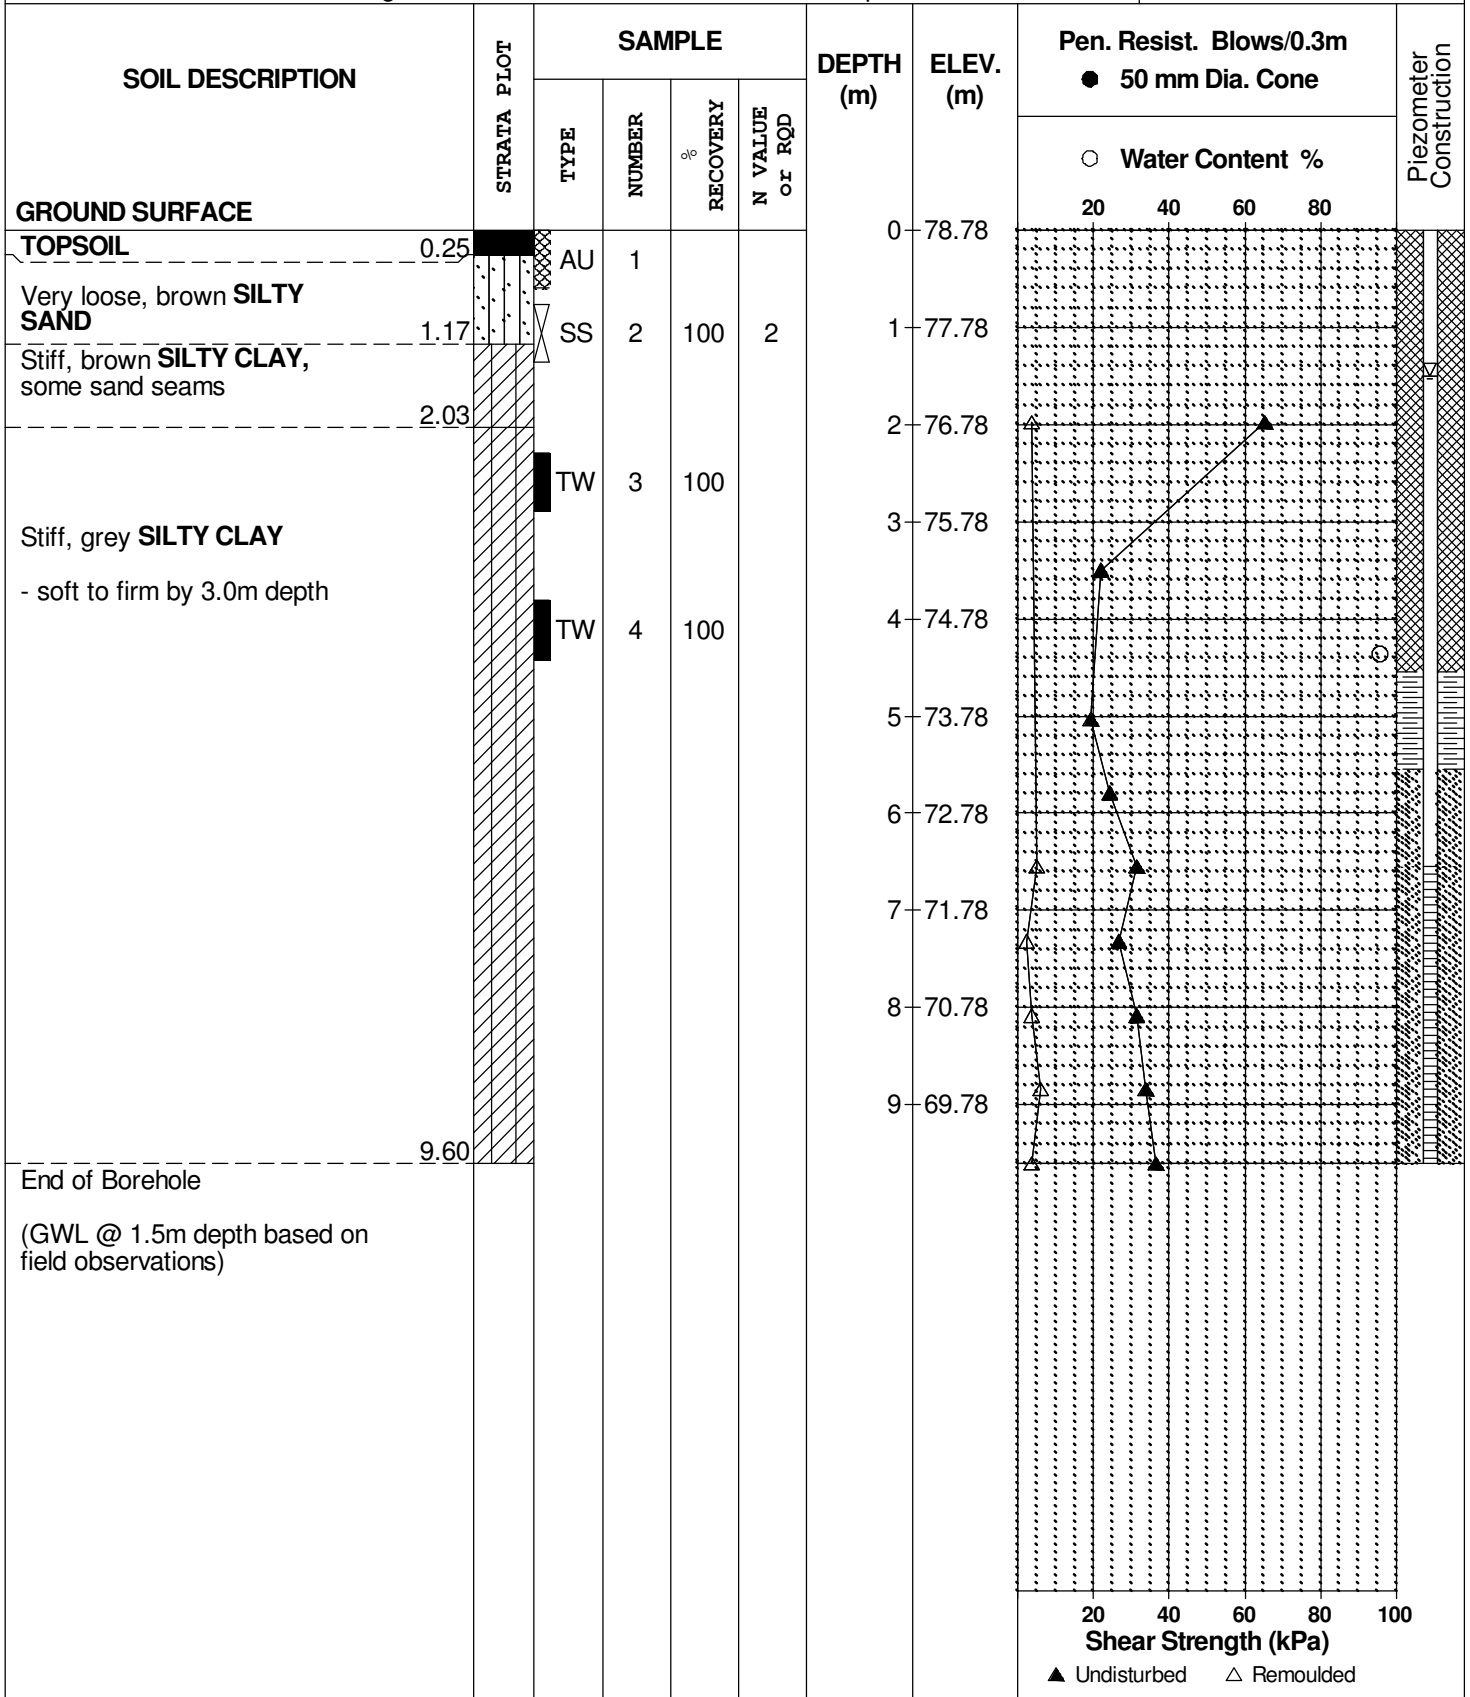 SOIL DESCRIPTION
STRATA PLOT
SAMPLE
TYPE
NUMBER
% RECOVERY
N VALUE or RQD
DEPTH (m)
ELEV. (m)
Pen. Resist. Blows/0.3m
● 50 mm Dia. Cone
○ Water Content %
Piezometer Construction
20 40 60 80
GROUND SURFACE
0 78.78
TOPSOIL 0.25
AU 1
Very loose, brown SILTY
SAND 1.17
SS 2 100 2
1 77.78
Stiff, brown SILTY CLAY,
some sand seams
2.03
2 76.78
TW 3 100
3 75.78
Stiff, grey SILTY CLAY
- soft to firm by 3.0m depth
TW 4 100
4 74.78
5 73.78
6 72.78
7 71.78
8 70.78
9 69.78
9.60
End of Borehole
(GWL @ 1.5m depth based on
field observations)
20 40 60 80 100
Shear Strength (kPa)
▲ Undisturbed △ Remoulded